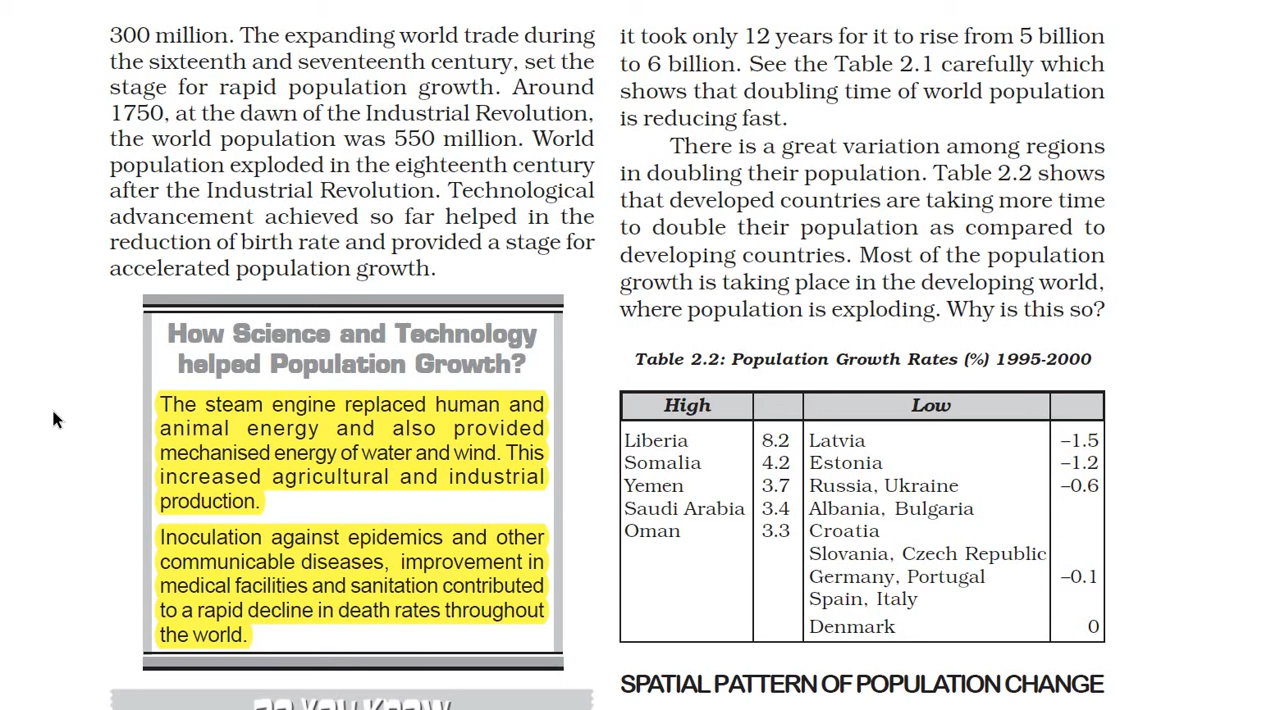 300 million. The expanding world trade during
the sixteenth and seventeenth century, set the
stage for rapid population growth. Around
1750, at the dawn of the Industrial Revolution,
the world population was 550 million. World
population exploded in the eighteenth century
after the Industrial Revolution. Technological
advancement achieved so far helped in the
reduction of birth rate and provided a stage for
accelerated population growth.
How Science and Technology
helped Population Growth?
The steam engine replaced human and
animal energy and also provided
mechanised energy of water and wind. This
increased agricultural and industrial
production.
Inoculation against epidemics and other
communicable diseases, improvement in
medical facilities and sanitation contributed
to a rapid decline in death rates throughout
the world.
DO YOU KNOW
it took only 12 years for it to rise from 5 billion
to 6 billion. See the Table 2.1 carefully which
shows that doubling time of world population
is reducing fast.
There is a great variation among regions
in doubling their population. Table 2.2 shows
that developed countries are taking more time
to double their population as compared to
developing countries. Most of the population
growth is taking place in the developing world,
where population is exploding. Why is this so?
Table 2.2: Population Growth Rates (%) 1995-2000
High Low
Liberia 8.2 Latvia –1.5
Somalia 4.2 Estonia –1.2
Yemen 3.7 Russia, Ukraine –0.6
Saudi Arabia 3.4 Albania, Bulgaria
Oman 3.3 Croatia
Slovania, Czech Republic
Germany, Portugal –0.1
Spain, Italy
Denmark 0
SPATIAL PATTERN OF POPULATION CHANGE